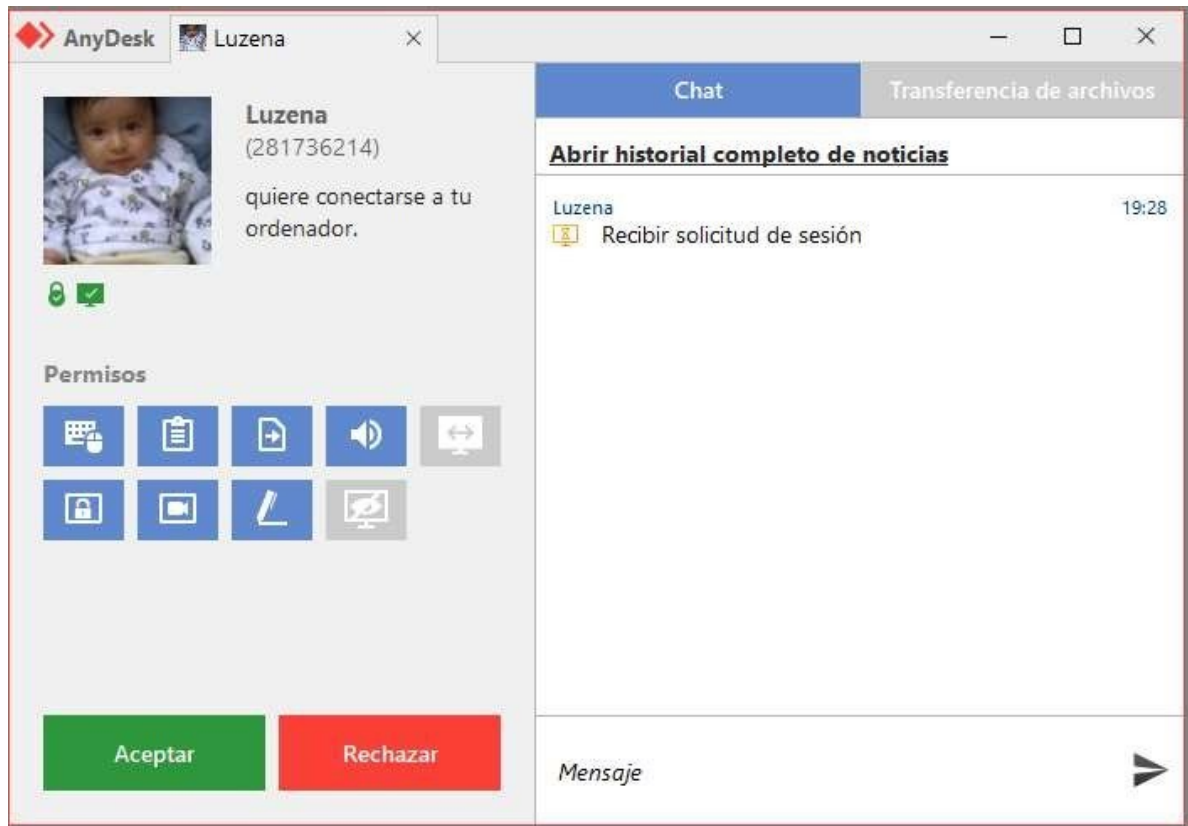 AnyDesk
Luzena
Luzena
(281736214)
quiere conectarse a tu
ordenador.
Permisos
Aceptar
Rechazar
Chat
Transferencia de archivos
Abrir historial completo de noticias
Luzena
19:28
Recibir solicitud de sesión
Mensaje